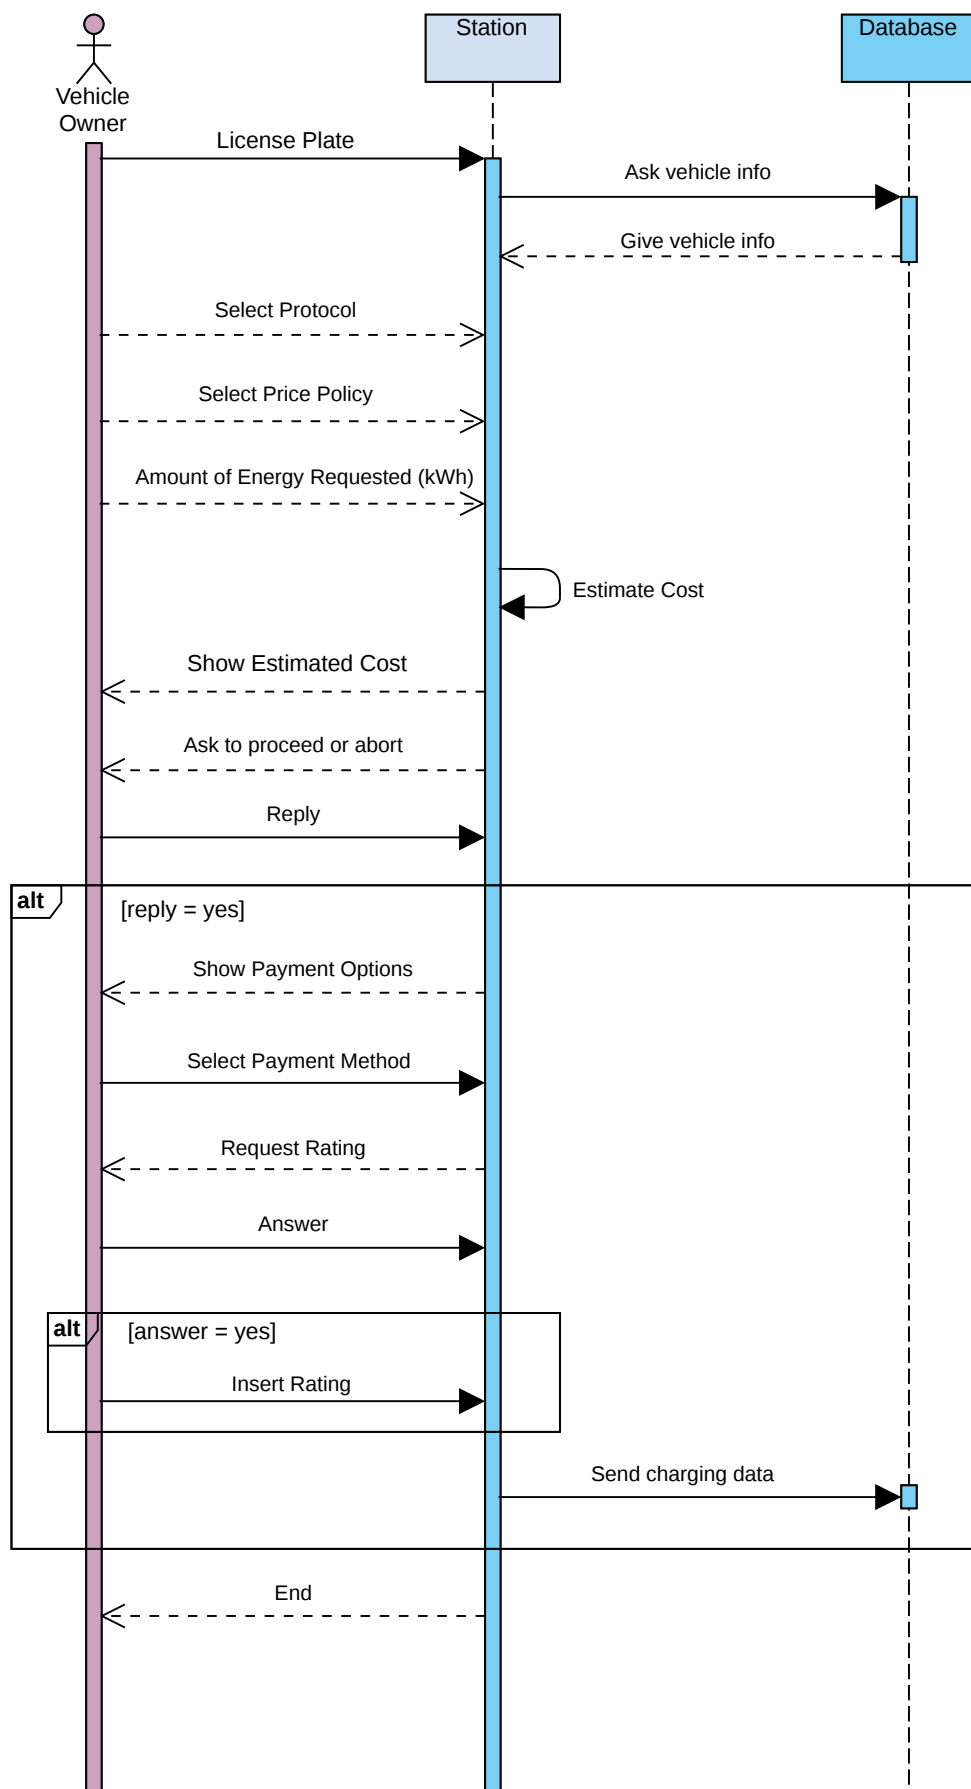 Station
Database
Vehicle
Owner
License Plate
Ask vehicle info
Give vehicle info
Select Protocol
Select Price Policy
Amount of Energy Requested (kWh)
Estimate Cost
Show Estimated Cost
Ask to proceed or abort
Reply
alt
[reply = yes]
Show Payment Options
Select Payment Method
Request Rating
Answer
alt
[answer = yes]
Insert Rating
Send charging data
End